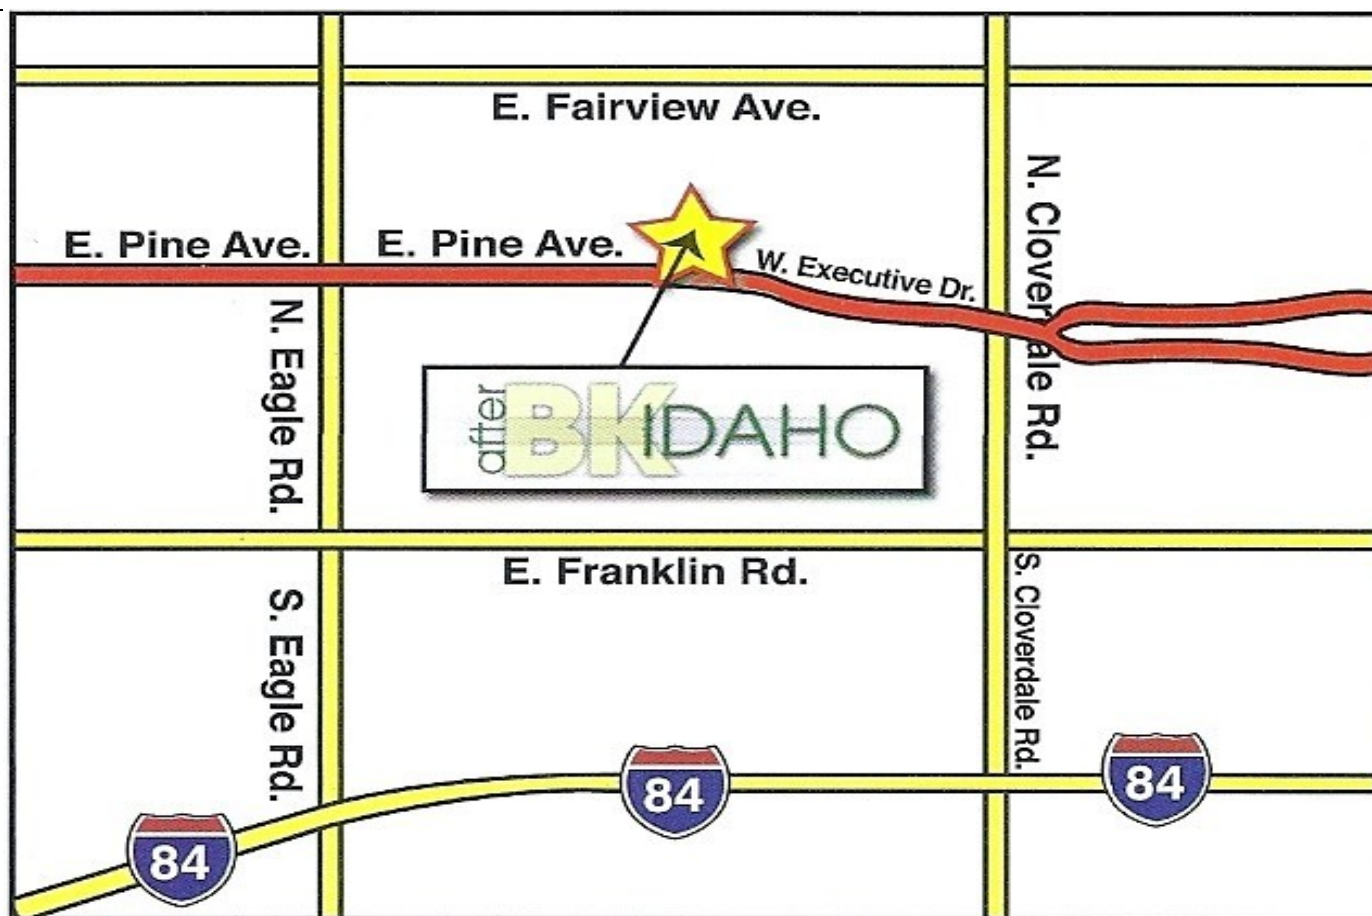 E. Fairview Ave.
N. Cloverdale Rd.
E. Pine Ave.
E. Pine Ave.
W. Executive Dr.
N. Eagle Rd.
after BK IDAHO
E. Franklin Rd.
S. Eagle Rd.
S. Cloverdale Rd.
84
84
84